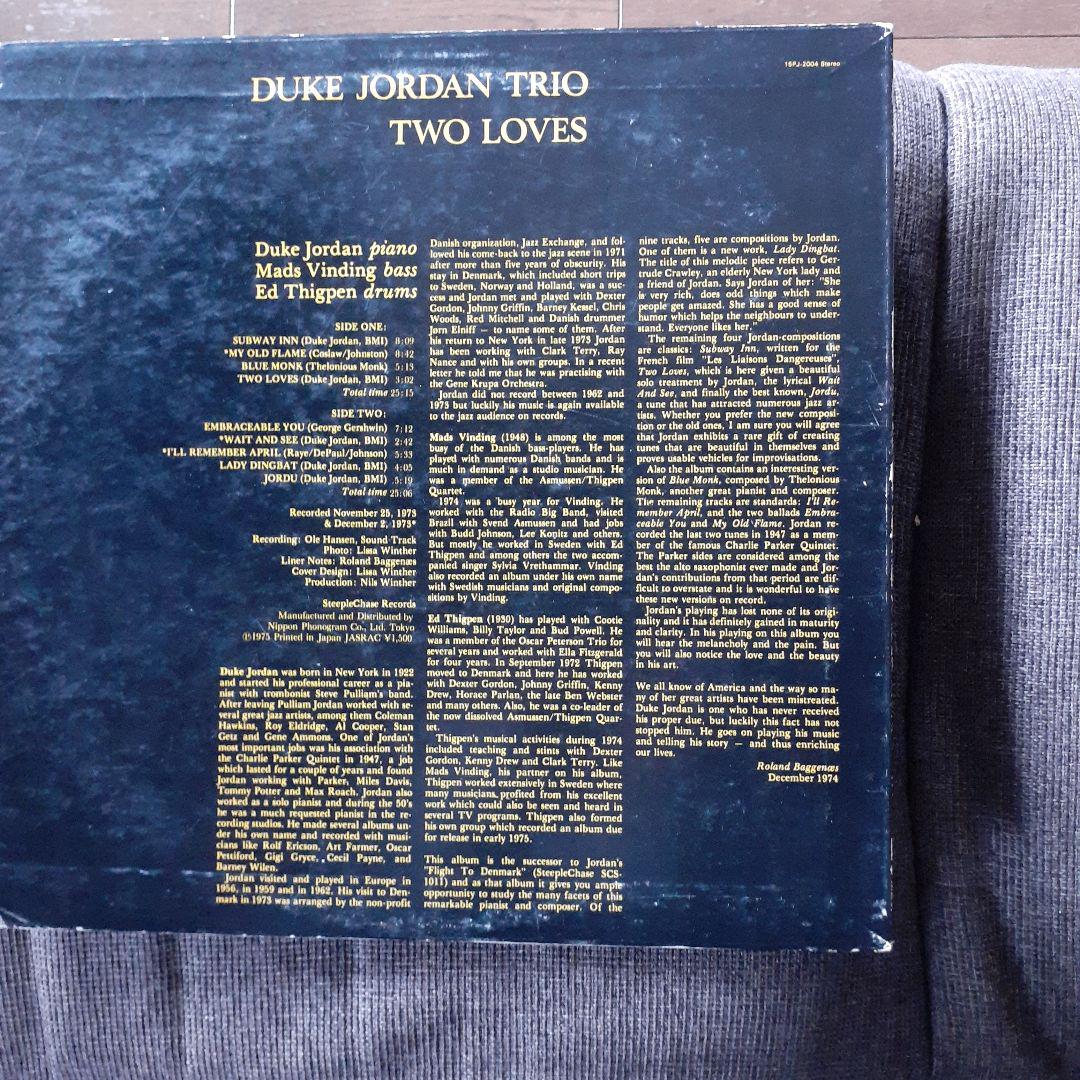 15PJ-2004 Stereo
DUKE JORDAN TRIO
TWO LOVES
Duke Jordan piano
Mads Vinding bass
Ed Thigpen drums
SIDE ONE:
SUBWAY INN (Duke Jordan, BMI) 8:09
*MY OLD FLAME (Coslaw/Johnston) 8:42
BLUE MONK (Thelonious Monk) 5:13
TWO LOVES (Duke Jordan, BMI) 3:02
Total time 25:15
SIDE TWO:
EMBRACEABLE YOU (George Gershwin) 7:12
*WAIT AND SEE (Duke Jordan, BMI) 2:42
*I'LL REMEMBER APRIL (Raye/DePaul/Johnson) 5:33
LADY DINGBAT (Duke Jordan, BMI) 4:05
JORDU (Duke Jordan, BMI) 5:19
Total time 25:06
Recorded November 25, 1973
& December 2, 1973*
Recording: Ole Hansen, Sound Track
Photo: Lissa Winther
Liner Notes: Roland Baggenæs
Cover Design: Lissa Winther
Production: Nils Winther
SteepleChase Records
Manufactured and Distributed by
Nippon Phonogram Co., Ltd. Tokyo
Ⓟ1975 Printed in Japan JASRAC ¥1,500
Duke Jordan was born in New York in 1922
and started his professional career as a pia-
nist with trombonist Steve Pulliam's band.
After leaving Pulliam Jordan worked with se-
veral great jazz artists, among them Coleman
Hawkins, Roy Eldridge, Al Cooper, Stan
Getz and Gene Ammons. One of Jordan's
most important jobs was his association with
the Charlie Parker Quintet in 1947, a job
which lasted for a couple of years and found
Jordan working with Parker, Miles Davis,
Tommy Potter and Max Roach. Jordan also
worked as a solo pianist and during the 50's
he was a much requested pianist in the re-
cording studios. He made several albums un-
der his own name and recorded with musi-
cians like Rolf Ericson, Art Farmer, Oscar
Pettiford, Gigi Gryce, Cecil Payne, and
Barney Wilen.
Jordan visited and played in Europe in
1956, in 1959 and in 1962. His visit to Den-
mark in 1973 was arranged by the non-profit
Danish organization, Jazz Exchange, and fol-
lowed his come-back to the jazz scene in 1971
after more than five years of obscurity. His
stay in Denmark, which included short trips
to Sweden, Norway and Holland, was a suc-
cess and Jordan met and played with Dexter
Gordon, Johnny Griffin, Barney Kessel, Chris
Woods, Red Mitchell and Danish drummer
Jørn Elniff — to name some of them. After
his return to New York in late 1973 Jordan
has been working with Clark Terry, Ray
Nance and with his own groups. In a recent
letter he told me that he was practising with
the Gene Krupa Orchestra.
Jordan did not record between 1962 and
1973 but luckily his music is again available
to the jazz audience on records.
Mads Vinding (1948) is among the most
busy of the Danish bass-players. He has
played with numerous Danish bands and is
much in demand as a studio musician. He
was a member of the Asmussen/Thigpen
Quartet.
1974 was a busy year for Vinding. He
worked with the Radio Big Band, visited
Brazil with Svend Asmussen and had jobs
with Budd Johnson, Lee Konitz and others.
But mostly he worked in Sweden with Ed
Thigpen and among others the two accom-
panied singer Sylvia Vrethammar. Vinding
also recorded an album under his own name
with Swedish musicians and original compo-
sitions by Vinding.
Ed Thigpen (1930) has played with Cootie
Williams, Billy Taylor and Bud Powell. He
was a member of the Oscar Peterson Trio for
several years and worked with Ella Fitzgerald
for four years. In September 1972 Thigpen
moved to Denmark and here he has worked
with Dexter Gordon, Johnny Griffin, Kenny
Drew, Horace Parlan, the late Ben Webster
and many others. Also, he was a co-leader of
the now dissolved Asmussen/Thigpen Quar-
tet.
Thigpen's musical activities during 1974
included teaching and stints with Dexter
Gordon, Kenny Drew and Clark Terry. Like
Mads Vinding, his partner on his album,
Thigpen worked extensively in Sweden where
many musicians profited from his excellent
work which could also be seen and heard in
several TV programs. Thigpen also formed
his own group which recorded an album due
for release in early 1975.
This album is the successor to Jordan's
"Flight To Denmark" (SteepleChase SCS-
1011) and as that album it gives you ample
opportunity to study the many facets of this
remarkable pianist and composer. Of the
nine tracks, five are compositions by Jordan.
One of them is a new work, Lady Dingbat.
The title of this melodic piece refers to Ger-
trude Crawley, an elderly New York lady and
a friend of Jordan. Says Jordan of her: "She
is very rich, does odd things which make
people get amazed. She has a good sense of
humor which helps the neighbours to under-
stand. Everyone likes her."
The remaining four Jordan-compositions
are classics: Subway Inn, written for the
French film "Les Liaisons Dangereuses",
Two Loves, which is here given a beautiful
solo treatment by Jordan, the lyrical Wait
And See, and finally the best known, Jordu,
a tune that has attracted numerous jazz ar-
tists. Whether you prefer the new composi-
tion or the old ones, I am sure you will agree
that Jordan exhibits a rare gift of creating
tunes that are beautiful in themselves and
proves usable vehicles for improvisations.
Also the album contains an interesting ver-
sion of Blue Monk, composed by Thelonious
Monk, another great pianist and composer.
The remaining tracks are standards: I'll Re-
member April, and the two ballads Embra-
ceable You and My Old Flame. Jordan re-
corded the last two tunes in 1947 as a mem-
ber of the famous Charlie Parker Quintet.
The Parker sides are considered among the
best the alto saxophonist ever made and Jor-
dan's contributions from that period are dif-
ficult to overstate and it is wonderful to have
these new versions on record.
Jordan's playing has lost none of its origi-
nality and it has definitely gained in maturity
and clarity. In his playing on this album you
will hear the melancholy and the pain. But
you will also notice the love and the beauty
in his art.
We all know of America and the way so ma-
ny of her great artists have been mistreated.
Duke Jordan is one who has never received
his proper due, but luckily this fact has not
stopped him. He goes on playing his music
and telling his story — and thus enriching
our lives.
Roland Baggenæs
December 1974